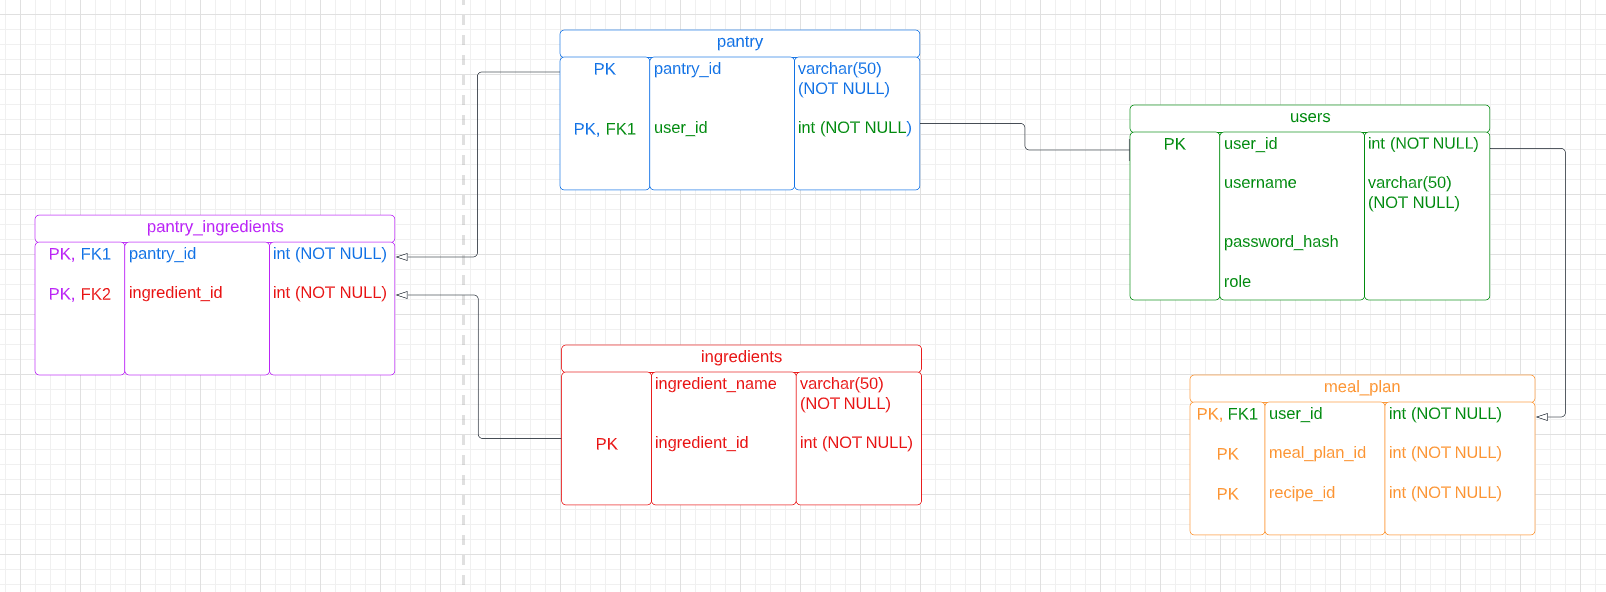 pantry
PK pantry_id varchar(50)
(NOT NULL)
PK, FK1 user_id int (NOT NULL)
users
PK user_id int (NOT NULL)
username varchar(50)
(NOT NULL)
password_hash
role
pantry_ingredients
PK, FK1 pantry_id int (NOT NULL)
PK, FK2 ingredient_id int (NOT NULL)
ingredients
ingredient_name varchar(50)
(NOT NULL)
PK ingredient_id int (NOT NULL)
meal_plan
PK, FK1 user_id int (NOT NULL)
PK meal_plan_id int (NOT NULL)
PK recipe_id int (NOT NULL)